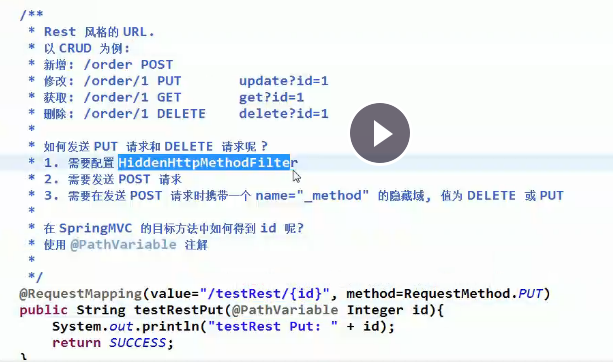 /**
* Rest 风格的 URL.
* 以 CRUD 为例:
* 新增: /order POST
* 修改: /order/1 PUT update?id=1
* 获取: /order/1 GET get?id=1
* 删除: /order/1 DELETE delete?id=1
*
* 如何发送 PUT 请求和 DELETE 请求呢 ?
* 1. 需要配置 HiddenHttpMethodFilter
* 2. 需要发送 POST 请求
* 3. 需要在发送 POST 请求时携带一个 name="_method" 的隐藏域, 值为 DELETE 或 PUT
*
* 在 SpringMVC 的目标方法中如何得到 id 呢?
* 使用 @PathVariable 注解
*
*/
@RequestMapping(value="/testRest/{id}", method=RequestMethod.PUT)
public String testRestPut(@PathVariable Integer id){
System.out.println("testRest Put: " + id);
return SUCCESS;
}